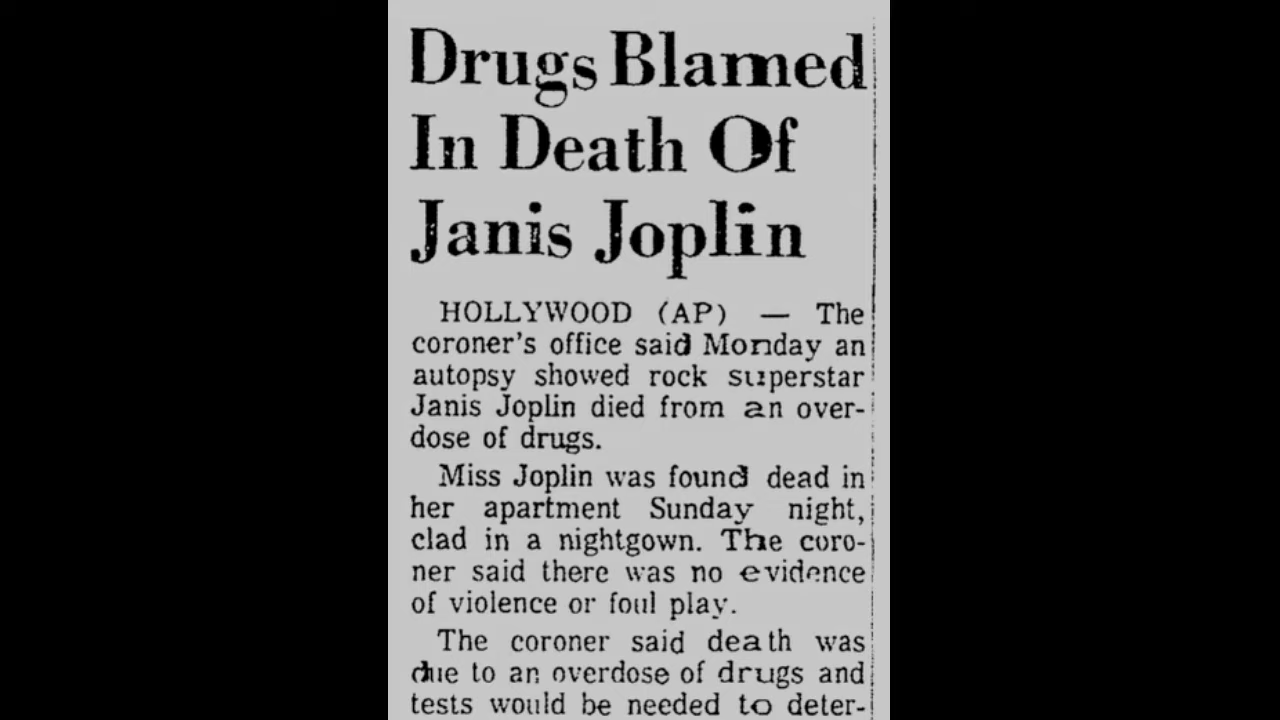 Drugs Blamed
In Death Of
Janis Joplin
HOLLYWOOD (AP) — The
coroner's office said Monday an
autopsy showed rock superstar
Janis Joplin died from an over-
dose of drugs.
Miss Joplin was found dead in
her apartment Sunday night,
clad in a nightgown. The coro-
ner said there was no evidence
of violence or foul play.
The coroner said death was
due to an overdose of drugs and
tests would be needed to deter-